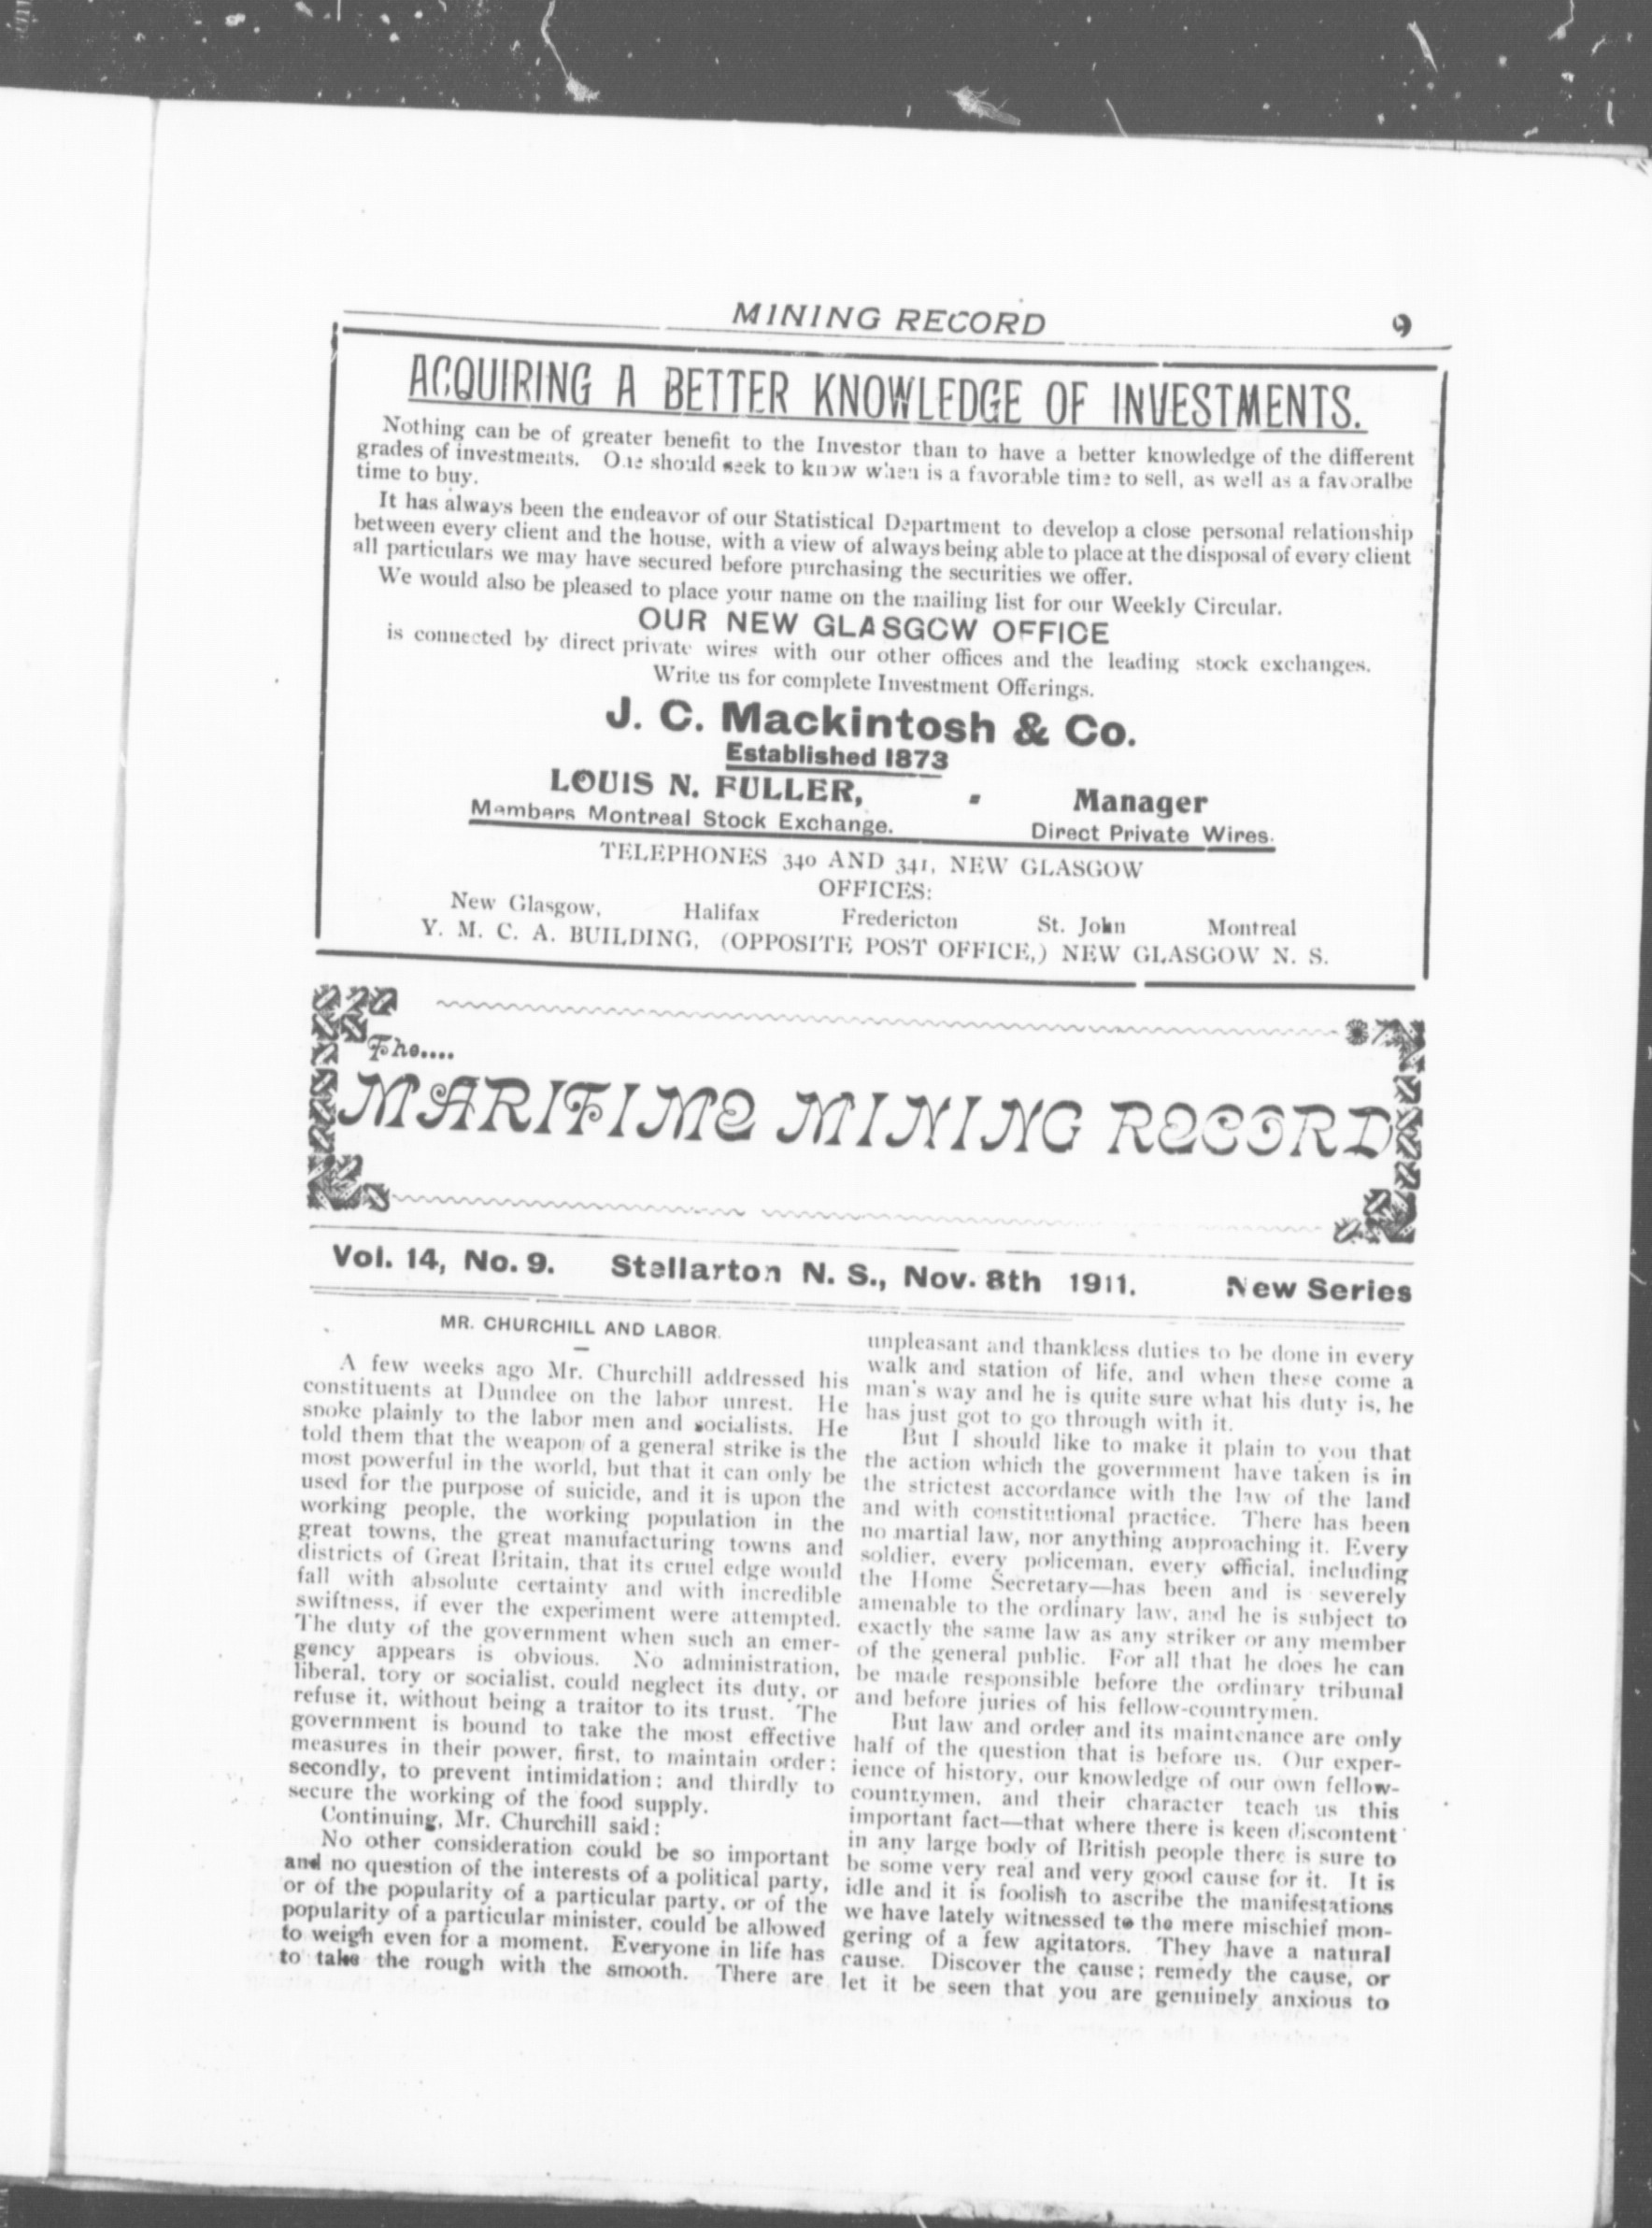 MINING RECORD 9
ACQUIRING A BETTER KNOWLEDGE OF INVESTMENTS.
Nothing can be of greater benefit to the Investor than to have a better knowledge of the different
grades of investments. One should seek to know when is a favorable time to sell, as well as a favoralbe
time to buy.
It has always been the endeavor of our Statistical Department to develop a close personal relationship
between every client and the house, with a view of always being able to place at the disposal of every client
all particulars we may have secured before purchasing the securities we offer.
We would also be pleased to place your name on the mailing list for our Weekly Circular.
OUR NEW GLASGCW OFFICE
is connected by direct private wires with our other offices and the leading stock exchanges.
Write us for complete Investment Offerings.
J. C. Mackintosh & Co.
Established 1873
LOUIS N. FULLER, - Manager
Members Montreal Stock Exchange. Direct Private Wires.
TELEPHONES 340 AND 341, NEW GLASGOW
OFFICES:
New Glasgow, Halifax Fredericton St. John Montreal
Y. M. C. A. BUILDING, (OPPOSITE POST OFFICE,) NEW GLASGOW N. S.
The....
MARITIME MINING RECORD
Vol. 14, No. 9. Stellarton N. S., Nov. 8th 1911. New Series
MR. CHURCHILL AND LABOR.
A few weeks ago Mr. Churchill addressed his
constituents at Dundee on the labor unrest. He
spoke plainly to the labor men and socialists. He
told them that the weapon of a general strike is the
most powerful in the world, but that it can only be
used for the purpose of suicide, and it is upon the
working people, the working population in the
great towns, the great manufacturing towns and
districts of Great Britain, that its cruel edge would
fall with absolute certainty and with incredible
swiftness, if ever the experiment were attempted.
The duty of the government when such an emer-
gency appears is obvious. No administration,
liberal, tory or socialist, could neglect its duty, or
refuse it, without being a traitor to its trust. The
government is bound to take the most effective
measures in their power, first, to maintain order;
secondly, to prevent intimidation; and thirdly to
secure the working of the food supply.
Continuing, Mr. Churchill said:
No other consideration could be so important
and no question of the interests of a political party,
or of the popularity of a particular party, or of the
popularity of a particular minister, could be allowed
to weigh even for a moment. Everyone in life has
to take the rough with the smooth. There are
unpleasant and thankless duties to be done in every
walk and station of life, and when these come a
man's way and he is quite sure what his duty is, he
has just got to go through with it.
But I should like to make it plain to you that
the action which the government have taken is in
the strictest accordance with the law of the land
and with constitutional practice. There has been
no martial law, nor anything approaching it. Every
soldier, every policeman, every official, including
the Home Secretary—has been and is severely
amenable to the ordinary law, and he is subject to
exactly the same law as any striker or any member
of the general public. For all that he does he can
be made responsible before the ordinary tribunal
and before juries of his fellow-countrymen.
But law and order and its maintenance are only
half of the question that is before us. Our exper-
ience of history, our knowledge of our own fellow-
countrymen, and their character teach us this
important fact—that where there is keen discontent
in any large body of British people there is sure to
be some very real and very good cause for it. It is
idle and it is foolish to ascribe the manifestations
we have lately witnessed to the mere mischief mon-
gering of a few agitators. They have a natural
cause. Discover the cause; remedy the cause, or
let it be seen that you are genuinely anxious to